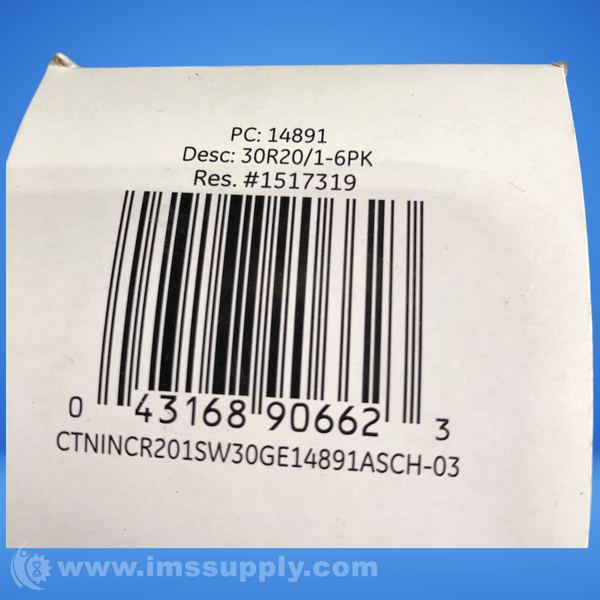 PC: 14891
Desc: 30R20/1-6PK
Res. #1517319
0 43168 90662 3
CTNINCR201SW30GE14891ASCH-03
www.imssupply.com